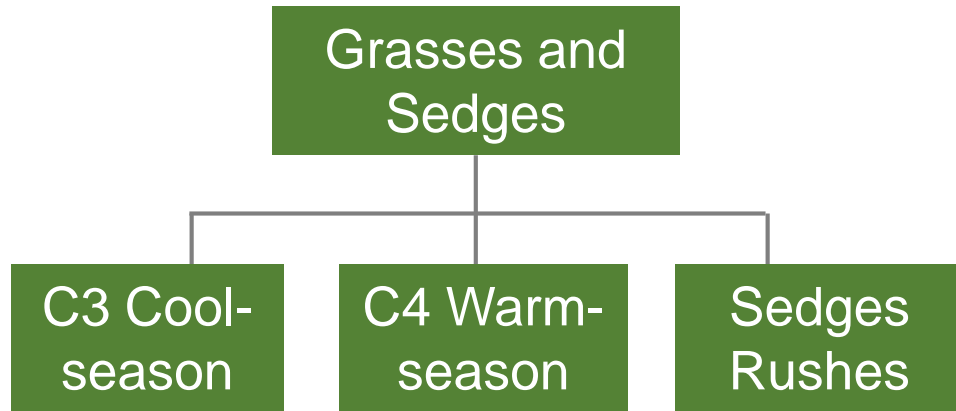 Grasses and
Sedges
C3 Cool-
season
C4 Warm-
season
Sedges
Rushes